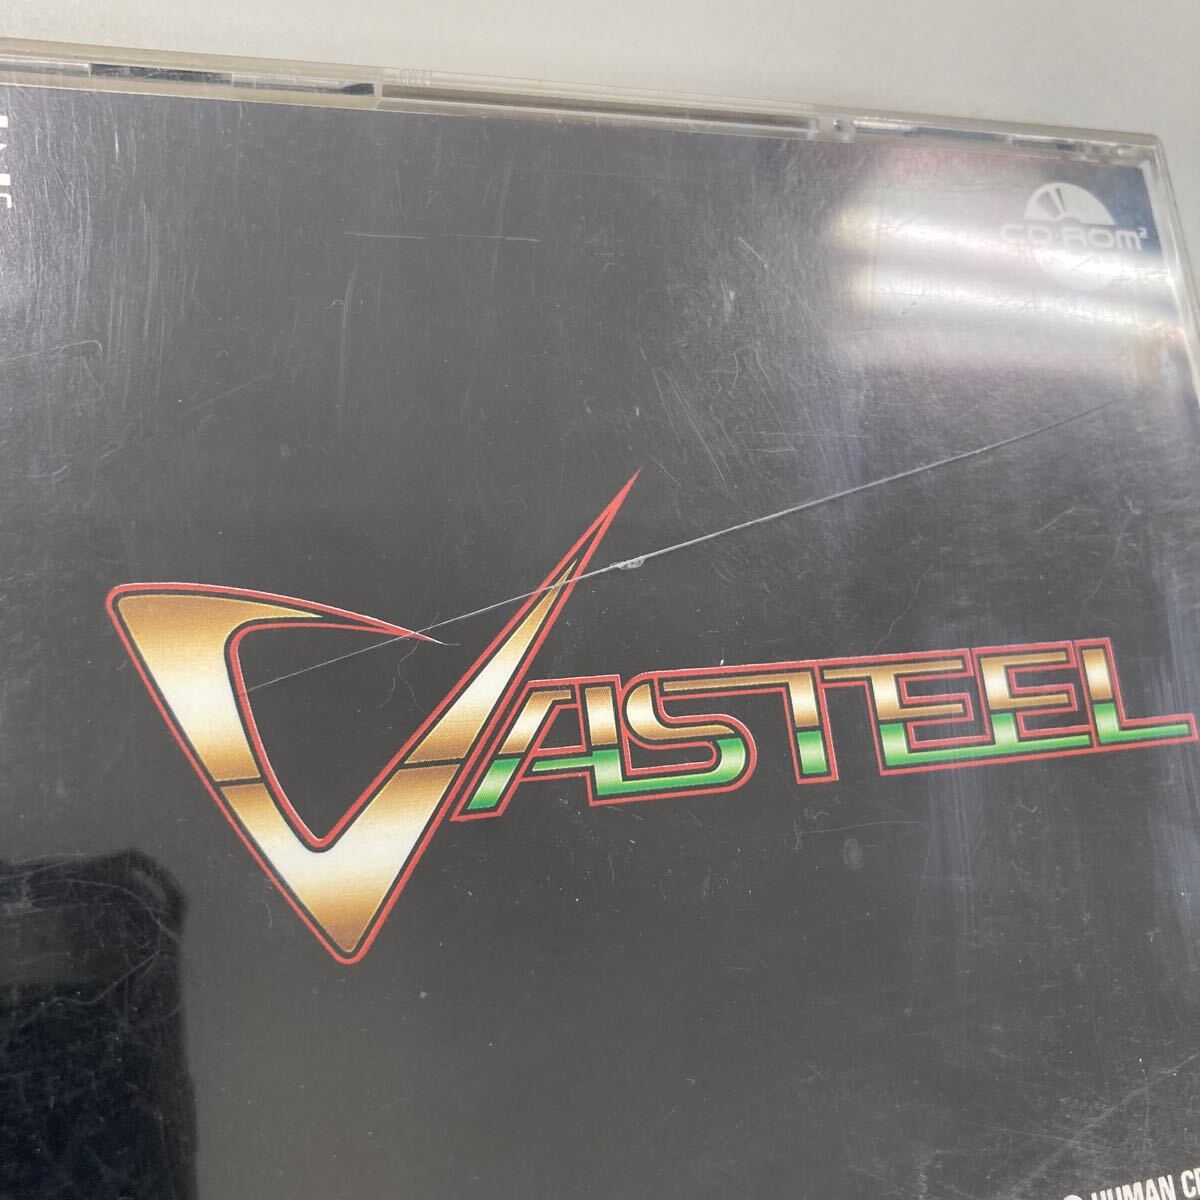 CD-ROM²
VASTEEL
HUMAN